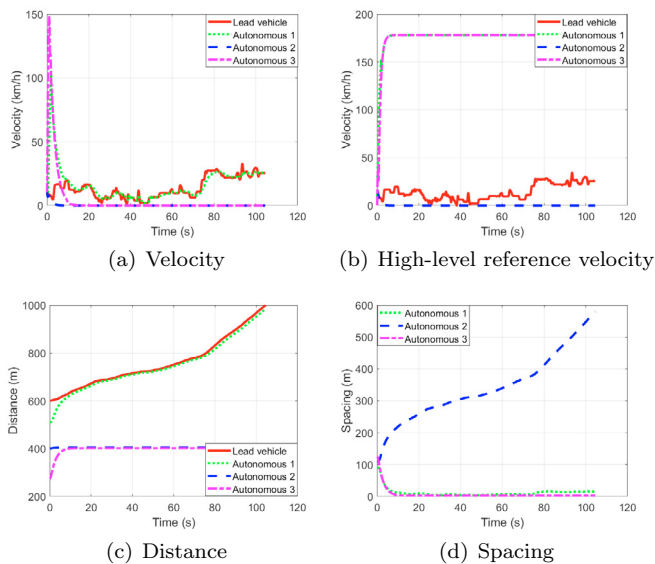 150
100
50
0
Velocity (km/h)
0 20 40 60 80 100 120
Time (s)
Lead vehicle
Autonomous 1
Autonomous 2
Autonomous 3
(a) Velocity
200
150
100
50
0
Velocity (km/h)
0 20 40 60 80 100 120
Time (s)
Lead vehicle
Autonomous 1
Autonomous 2
Autonomous 3
(b) High-level reference velocity
1000
800
600
400
200
Distance (m)
0 20 40 60 80 100 120
Time (s)
Lead vehicle
Autonomous 1
Autonomous 2
Autonomous 3
(c) Distance
600
500
400
300
200
100
0
Spacing (m)
0 20 40 60 80 100 120
Time (s)
Autonomous 1
Autonomous 2
Autonomous 3
(d) Spacing